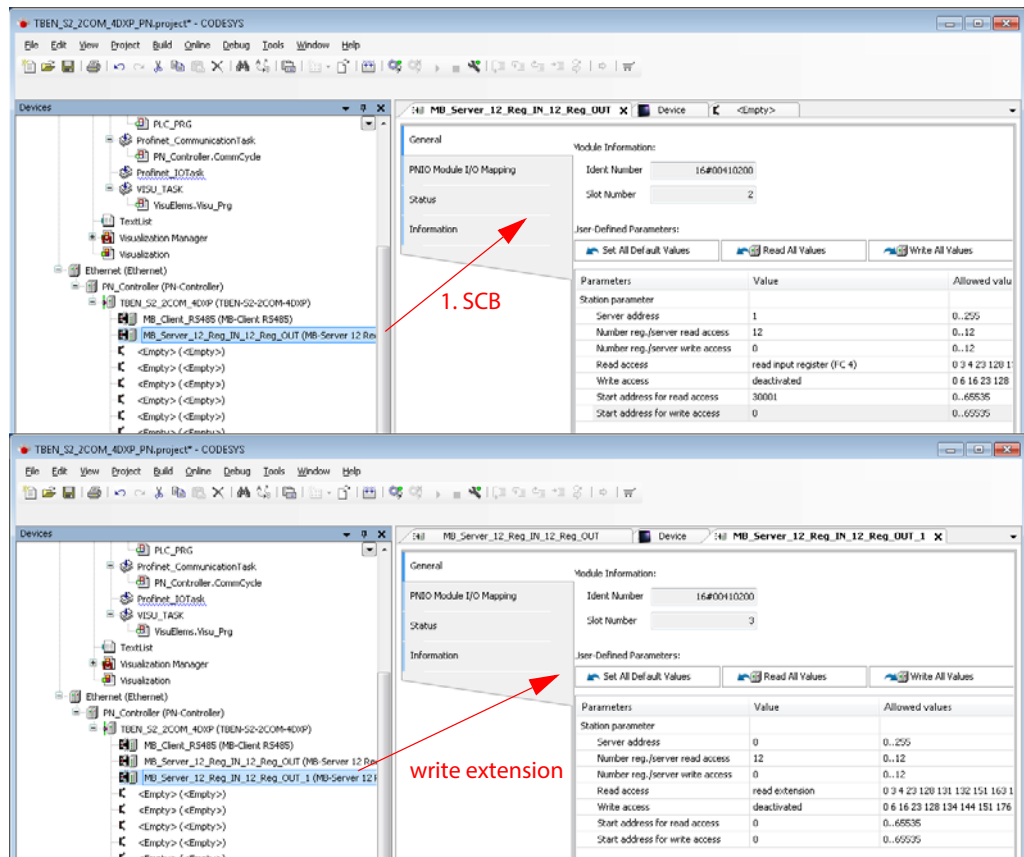 TBEN_S2_2COM_4DXP_PN.project* - CODESYS
File Edit View Project Build Online Debug Tools Window Help
Devices
PLC_PRG
Profinet_CommunicationTask
PN_Controller.CommCycle
Profinet_IOTask
VISU_TASK
VisuElems.Visu_Prg
TextList
Visualization Manager
Visualization
Ethernet (Ethernet)
PN_Controller (PN-Controller)
TBEN_S2_2COM_4DXP (TBEN-S2-2COM-4DXP)
MB_Client_RS485 (MB-Client RS485)
MB_Server_12_Reg_IN_12_Reg_OUT (MB-Server 12 Re
<Empty> (<Empty>)
<Empty> (<Empty>)
<Empty> (<Empty>)
<Empty> (<Empty>)
<Empty> (<Empty>)
<Empty> (<Empty>)
MB_Server_12_Reg_IN_12_Reg_OUT X Device <Empty>
General
PNIO Module I/O Mapping
Status
Information
1. SCB
Module Information:
Ident Number 16#00410200
Slot Number 2
User-Defined Parameters:
Set All Default Values Read All Values Write All Values
Parameters Value Allowed valu
Station parameter
Server address 1 0..255
Number reg./server read access 12 0..12
Number reg./server write access 0 0..12
Read access read input register (FC 4) 0 3 4 23 128 1
Write access deactivated 0 6 16 23 128
Start address for read access 30001 0..65535
Start address for write access 0 0..65535
TBEN_S2_2COM_4DXP_PN.project* - CODESYS
File Edit View Project Build Online Debug Tools Window Help
Devices
PLC_PRG
Profinet_CommunicationTask
PN_Controller.CommCycle
Profinet_IOTask
VISU_TASK
VisuElems.Visu_Prg
TextList
Visualization Manager
Visualization
Ethernet (Ethernet)
PN_Controller (PN-Controller)
TBEN_S2_2COM_4DXP (TBEN-S2-2COM-4DXP)
MB_Client_RS485 (MB-Client RS485)
MB_Server_12_Reg_IN_12_Reg_OUT (MB-Server 12 Re
MB_Server_12_Reg_IN_12_Reg_OUT_1 (MB-Server 12 R
<Empty> (<Empty>)
<Empty> (<Empty>)
<Empty> (<Empty>)
<Empty> (<Empty>)
MB_Server_12_Reg_IN_12_Reg_OUT Device MB_Server_12_Reg_IN_12_Reg_OUT_1 X
General
PNIO Module I/O Mapping
Status
Information
write extension
Module Information:
Ident Number 16#00410200
Slot Number 3
User-Defined Parameters:
Set All Default Values Read All Values Write All Values
Parameters Value Allowed values
Station parameter
Server address 0 0..255
Number reg./server read access 12 0..12
Number reg./server write access 0 0..12
Read access read extension 0 3 4 23 128 131 132 151 163 1
Write access deactivated 0 6 16 23 128 134 144 151 176
Start address for read access 0 0..65535
Start address for write access 0 0..65535